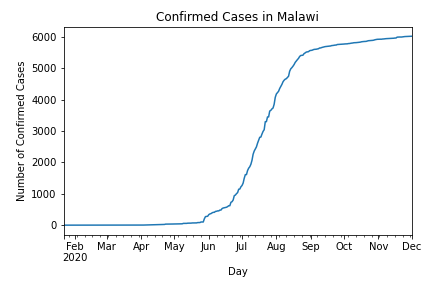 Confirmed Cases in Malawi
Number of Confirmed Cases
6000
5000
4000
3000
2000
1000
0
Feb Mar Apr May Jun Jul Aug Sep Oct Nov Dec
2020
Day